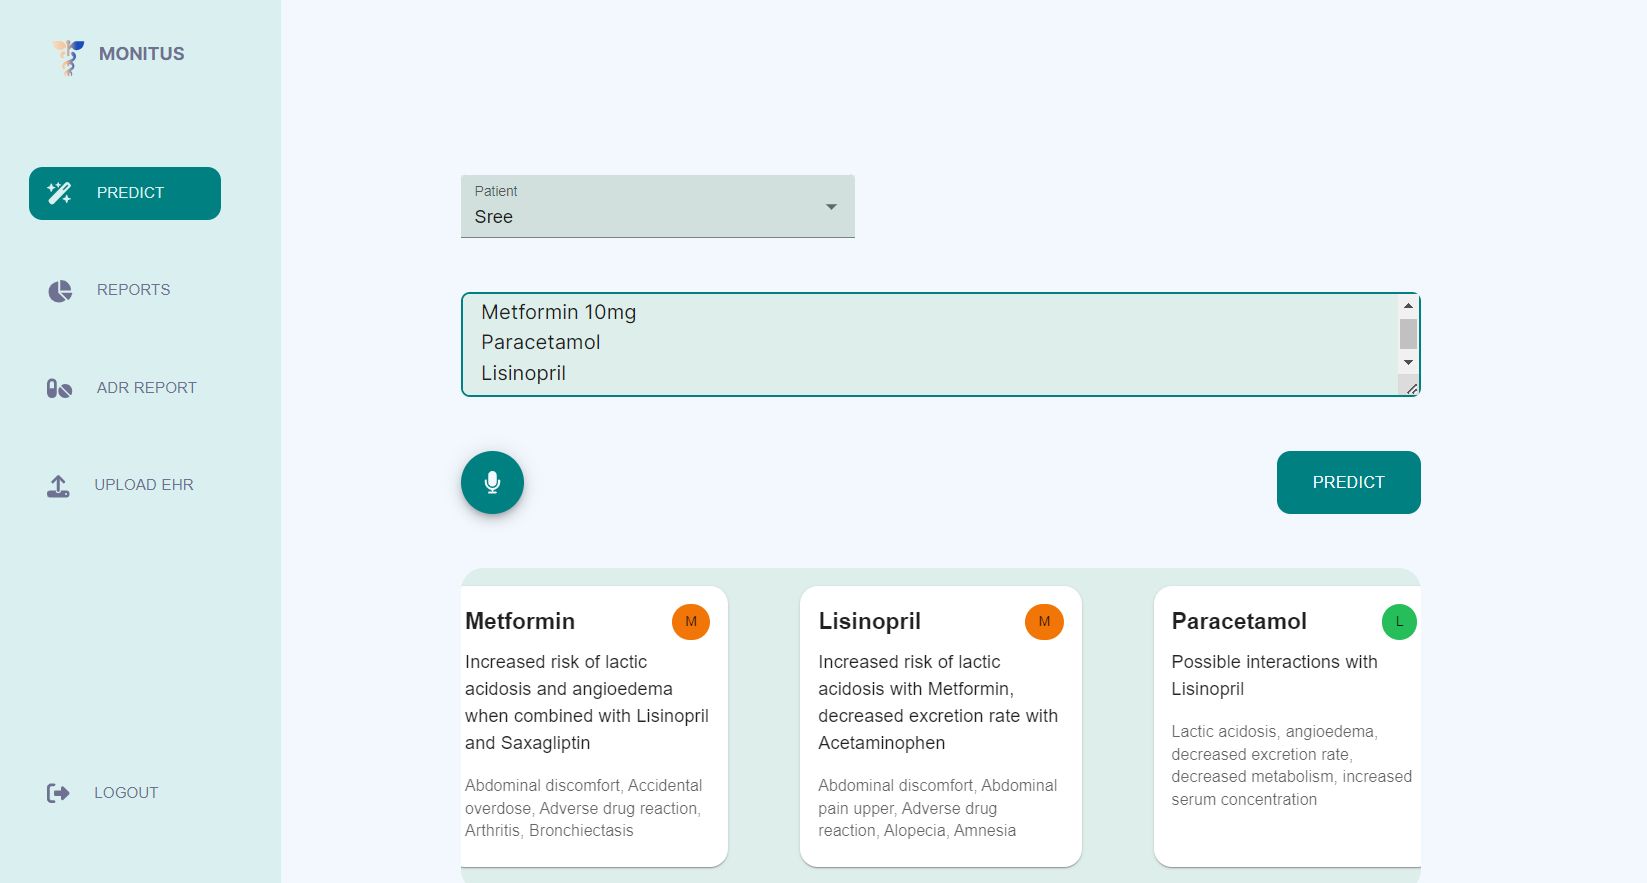 MONITUS
PREDICT
REPORTS
ADR REPORT
UPLOAD EHR
LOGOUT
Patient
Sree
Metformin 10mg
Paracetamol
Lisinopril
PREDICT
Metformin
M
Increased risk of lactic
acidosis and angioedema
when combined with Lisinopril
and Saxagliptin
Abdominal discomfort, Accidental
overdose, Adverse drug reaction,
Arthritis, Bronchiectasis
Lisinopril
M
Increased risk of lactic
acidosis with Metformin,
decreased excretion rate with
Acetaminophen
Abdominal discomfort, Abdominal
pain upper, Adverse drug
reaction, Alopecia, Amnesia
Paracetamol
L
Possible interactions with
Lisinopril
Lactic acidosis, angioedema,
decreased excretion rate,
decreased metabolism, increased
serum concentration